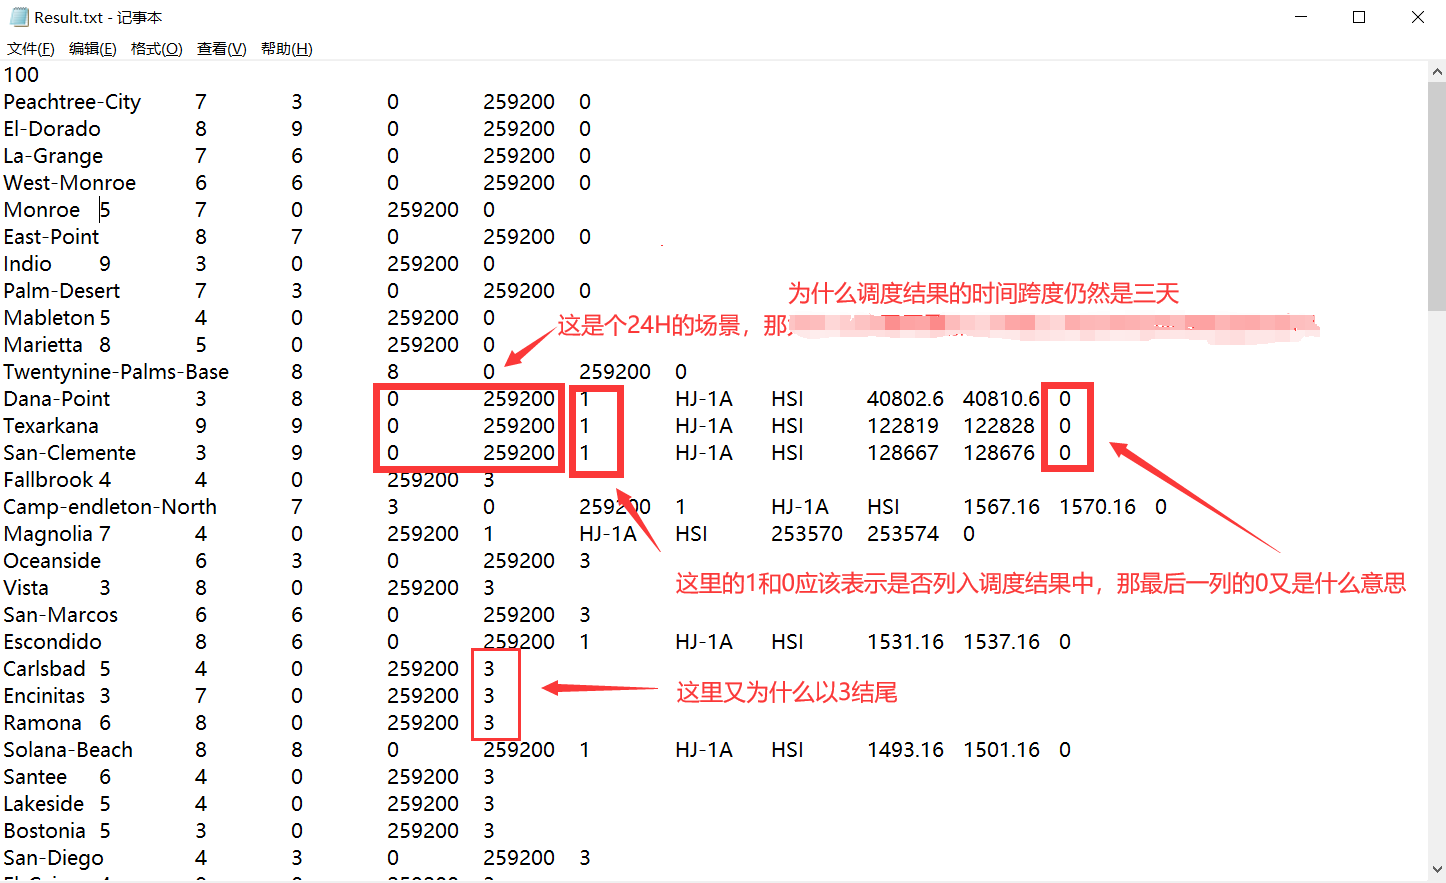 Result.txt - 记事本
文件(F) 编辑(E) 格式(O) 查看(V) 帮助(H)
100
Peachtree-City 7 3 0 259200 0
El-Dorado 8 9 0 259200 0
La-Grange 7 6 0 259200 0
West-Monroe 6 6 0 259200 0
Monroe 5 7 0 259200 0
East-Point 8 7 0 259200 0
Indio 9 3 0 259200 0
Palm-Desert 7 3 0 259200 0
为什么调度结果的时间跨度仍然是三天
Mableton 5 4 0 259200 0
这是个24H的场景，那
Marietta 8 5 0 259200 0
Twentynine-Palms-Base 8 8 0 259200 0
Dana-Point 3 8 0 259200 1 HJ-1A HSI 40802.6 40810.6 0
Texarkana 9 9 0 259200 1 HJ-1A HSI 122819 122828 0
San-Clemente 3 9 0 259200 1 HJ-1A HSI 128667 128676 0
Fallbrook 4 4 0 259200 3
Camp-endleton-North 7 3 0 259200 1 HJ-1A HSI 1567.16 1570.16 0
Magnolia 7 4 0 259200 1 HJ-1A HSI 253570 253574 0
Oceanside 6 3 0 259200 3
Vista 3 8 0 259200 3
这里的1和0应该表示是否列入调度结果中，那最后一列的0又是什么意思
San-Marcos 6 6 0 259200 3
Escondido 8 6 0 259200 1 HJ-1A HSI 1531.16 1537.16 0
Carlsbad 5 4 0 259200 3
Encinitas 3 7 0 259200 3
这里又为什么以3结尾
Ramona 6 8 0 259200 3
Solana-Beach 8 8 0 259200 1 HJ-1A HSI 1493.16 1501.16 0
Santee 6 4 0 259200 3
Lakeside 5 4 0 259200 3
Bostonia 5 3 0 259200 3
San-Diego 4 3 0 259200 3